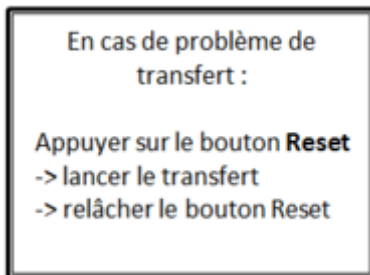 En cas de problème de
transfert :
Appuyer sur le bouton Reset
-> lancer le transfert
-> relâcher le bouton Reset